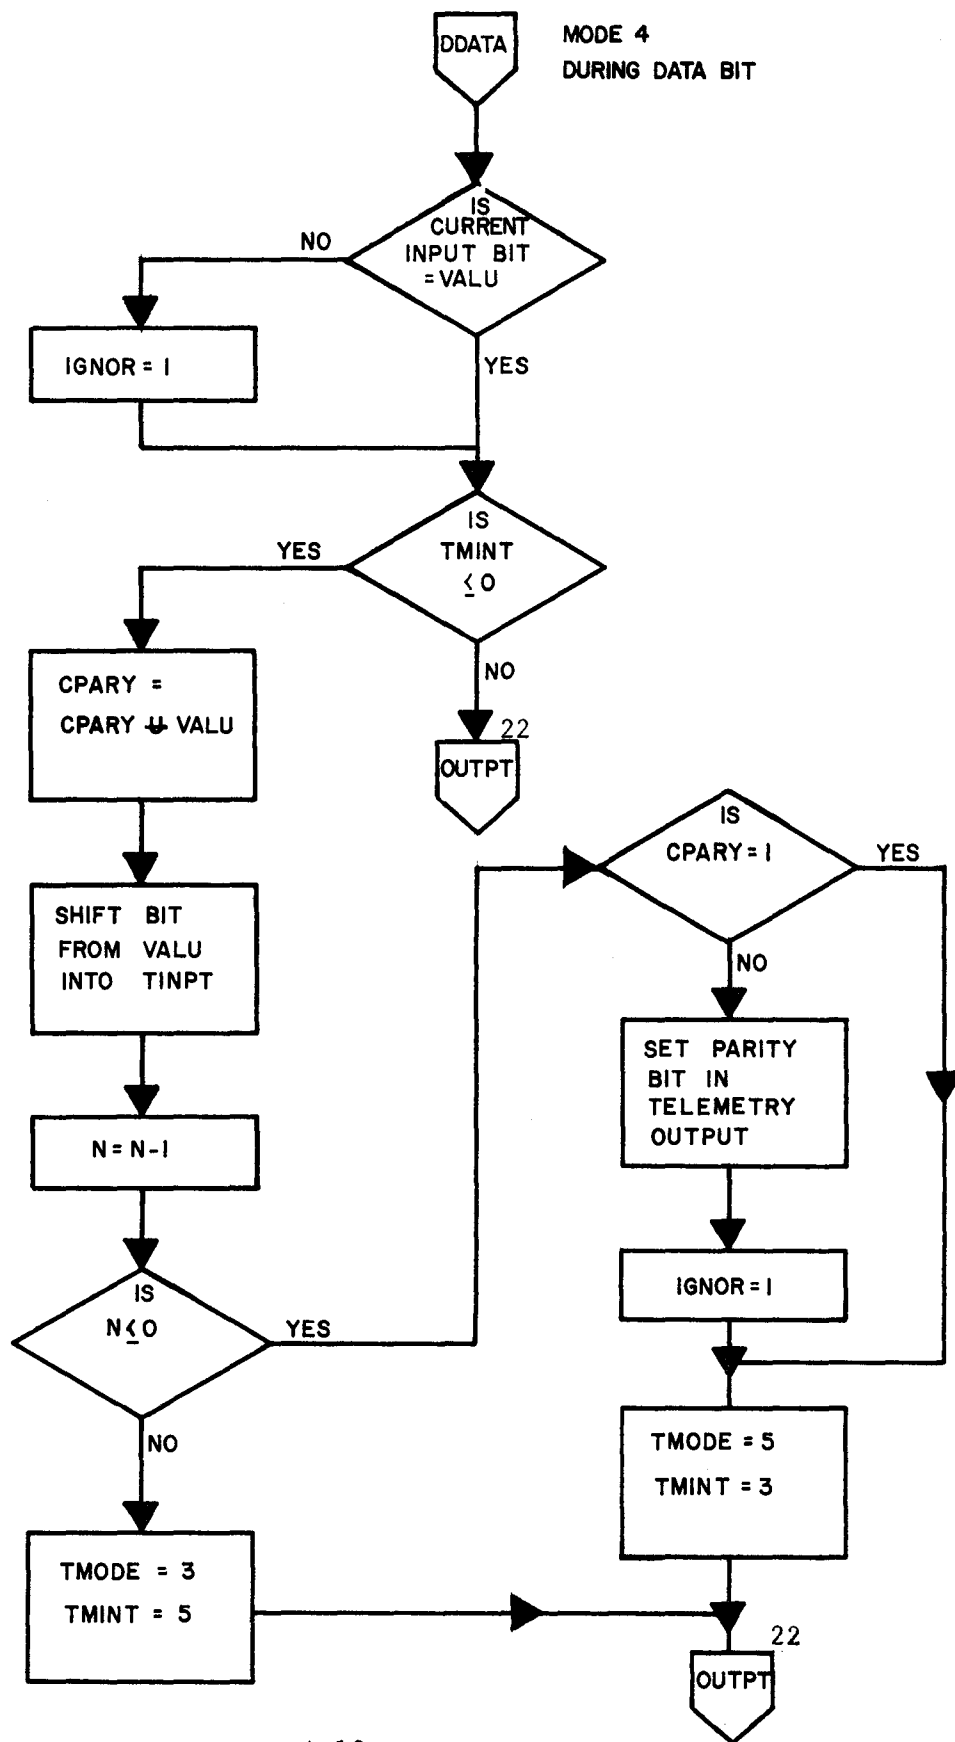 DDATA
MODE 4
DURING DATA BIT
IS
CURRENT
INPUT BIT
= VALU
NO
YES
IGNOR = 1
IS
TMINT
≤ 0
YES
NO
CPARY =
CPARY ⊍ VALU
22
OUTPT
SHIFT BIT
FROM VALU
INTO TINPT
N = N-1
IS
N ≤ 0
YES
NO
TMODE = 3
TMINT = 5
IS
CPARY = 1
YES
NO
SET PARITY
BIT IN
TELEMETRY
OUTPUT
IGNOR = 1
TMODE = 5
TMINT = 3
22
OUTPT